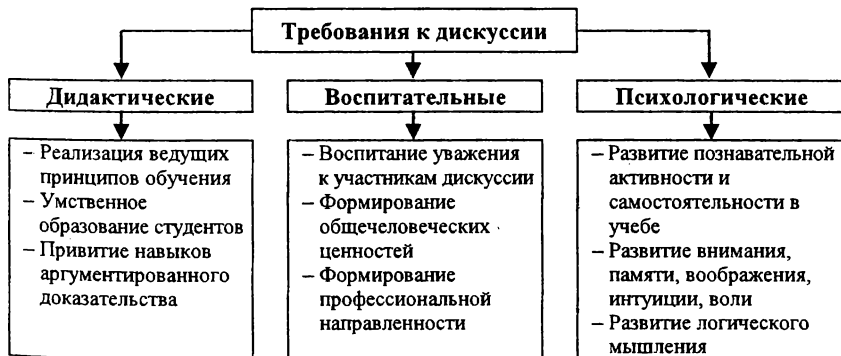 Требования к дискуссии
Дидактические
– Реализация ведущих
принципов обучения
– Умственное
образование студентов
– Привитие навыков
аргументированного
доказательства
Воспитательные
– Воспитание уважения
к участникам дискуссии
– Формирование
общечеловеческих
ценностей
– Формирование
профессиональной
направленности
Психологические
– Развитие познавательной
активности и
самостоятельности в
учебе
– Развитие внимания,
памяти, воображения,
интуиции, воли
– Развитие логического
мышления